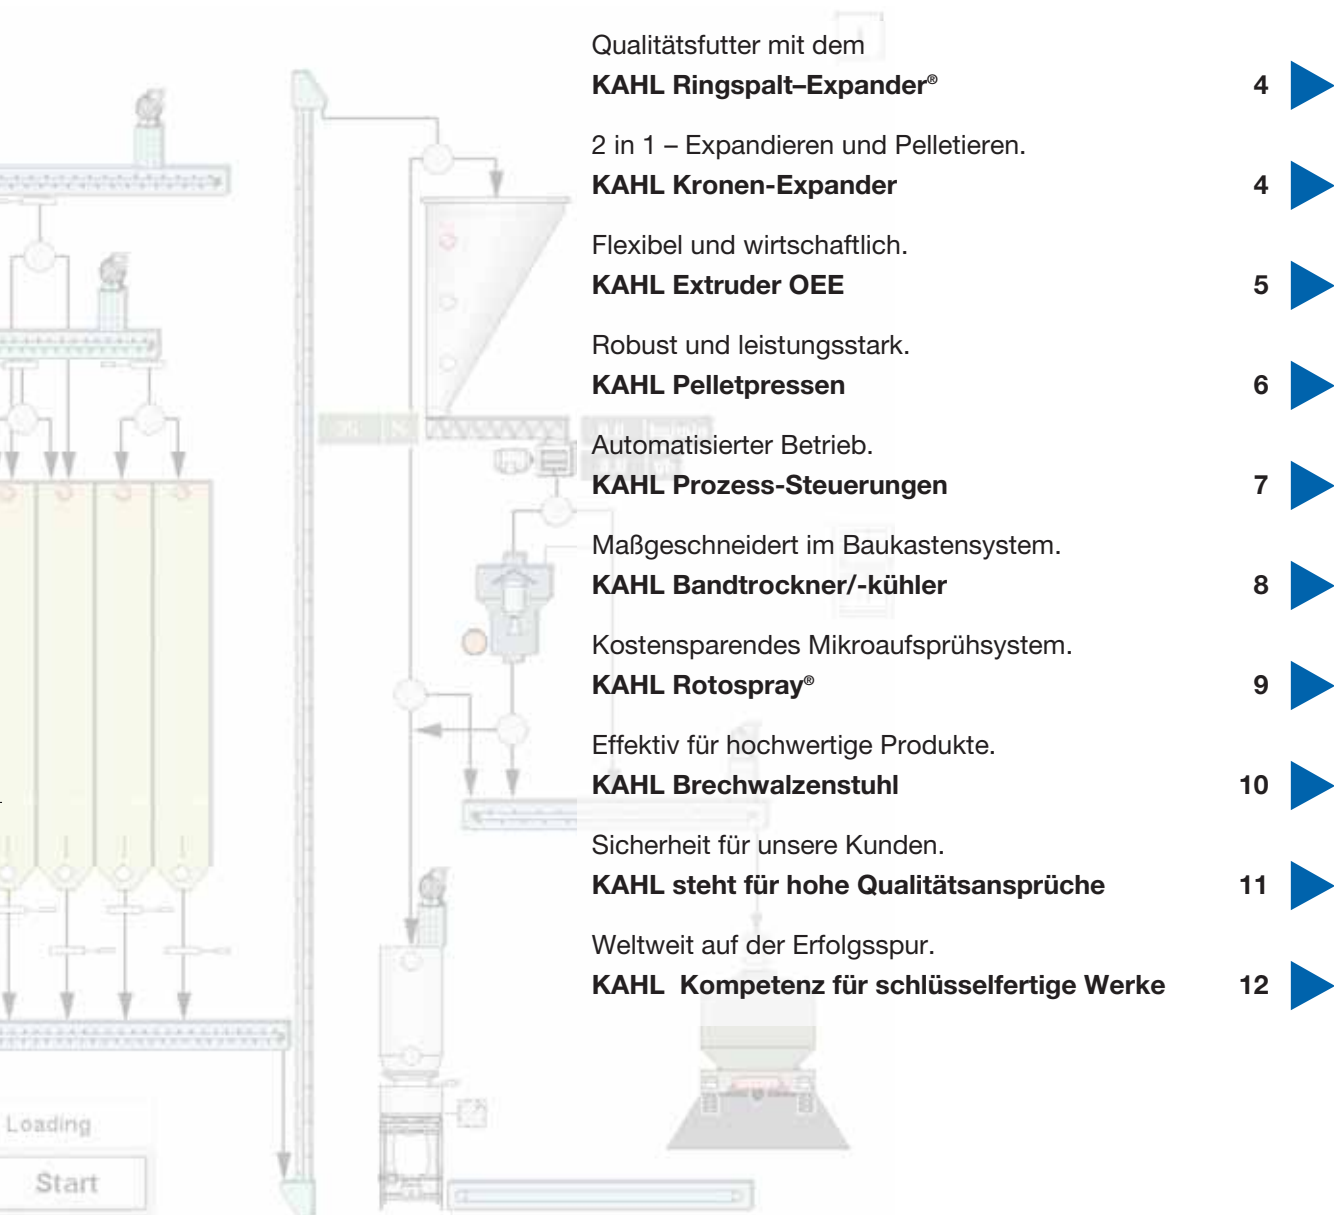 Qualitätsfutter mit dem
KAHL Ringspalt–Expander® 4
2 in 1 – Expandieren und Pelletieren.
KAHL Kronen-Expander 4
Flexibel und wirtschaftlich.
KAHL Extruder OEE 5
Robust und leistungsstark.
KAHL Pelletpressen 6
Automatisierter Betrieb.
KAHL Prozess-Steuerungen 7
Maßgeschneidert im Baukastensystem.
KAHL Bandtrockner/-kühler 8
Kostensparendes Mikroaufsprühsystem.
KAHL Rotospray® 9
Effektiv für hochwertige Produkte.
KAHL Brechwalzenstuhl 10
Sicherheit für unsere Kunden.
KAHL steht für hohe Qualitätsansprüche 11
Weltweit auf der Erfolgsspur.
KAHL Kompetenz für schlüsselfertige Werke 12
Loading
Start